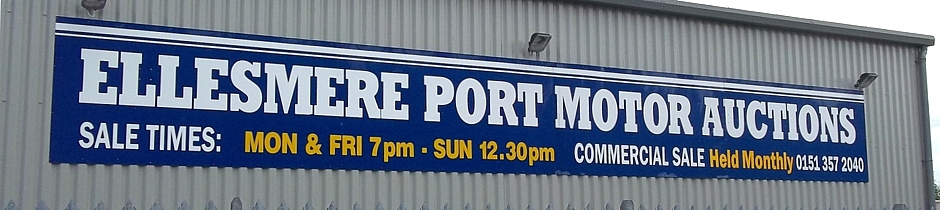 ELLESMERE PORT MOTOR AUCTIONS
SALE TIMES: MON & FRI 7pm - SUN 12.30pm COMMERCIAL SALE Held Monthly 0151 357 2040